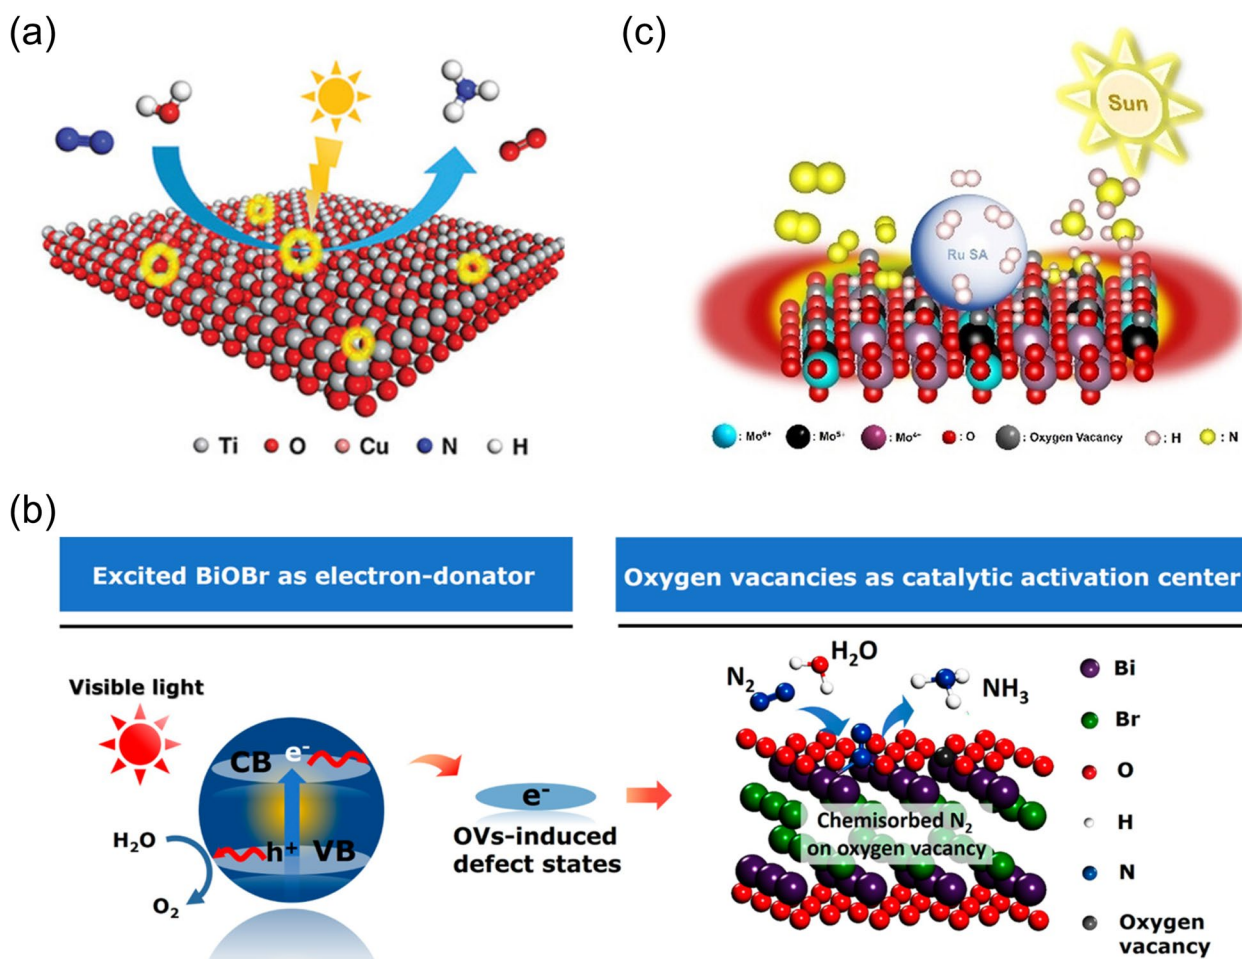 (a)
Ti O Cu N H
(c)
Sun
Ru SA
: Mo⁶⁺ : Mo⁵⁺ : Mo⁴⁺ : O : Oxygen Vacancy : H : N
(b)
Excited BiOBr as electron-donator
Visible light
CB e⁻
h⁺ VB
H₂O
O₂
e⁻
OVs-induced
defect states
Oxygen vacancies as catalytic activation center
N₂
H₂O
NH₃
Chemisorbed N₂
on oxygen vacancy
Bi
Br
O
H
N
Oxygen
vacancy